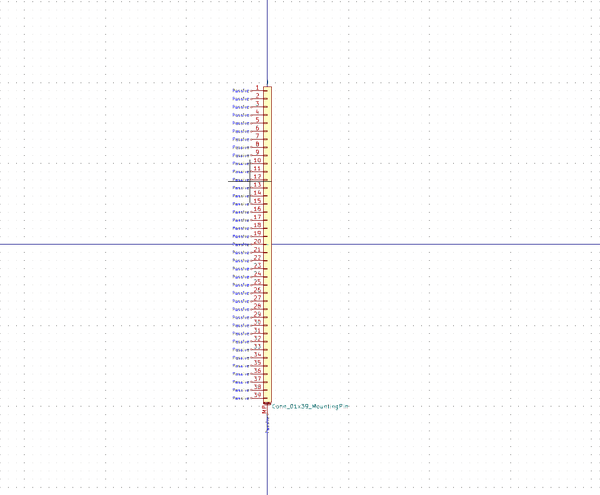 Passive 1
Passive 2
Passive 3
Passive 4
Passive 5
Passive 6
Passive 7
Passive 8
Passive 9
Passive 10
Passive 11
Passive 12
Passive 13
Passive 14
Passive 15
Passive 16
Passive 17
Passive 18
Passive 19
Passive 20
Passive 21
Passive 22
Passive 23
Passive 24
Passive 25
Passive 26
Passive 27
Passive 28
Passive 29
Passive 30
Passive 31
Passive 32
Passive 33
Passive 34
Passive 35
Passive 36
Passive 37
Passive 38
Passive 39
MP Conn_01x39_MountingPin
Passive